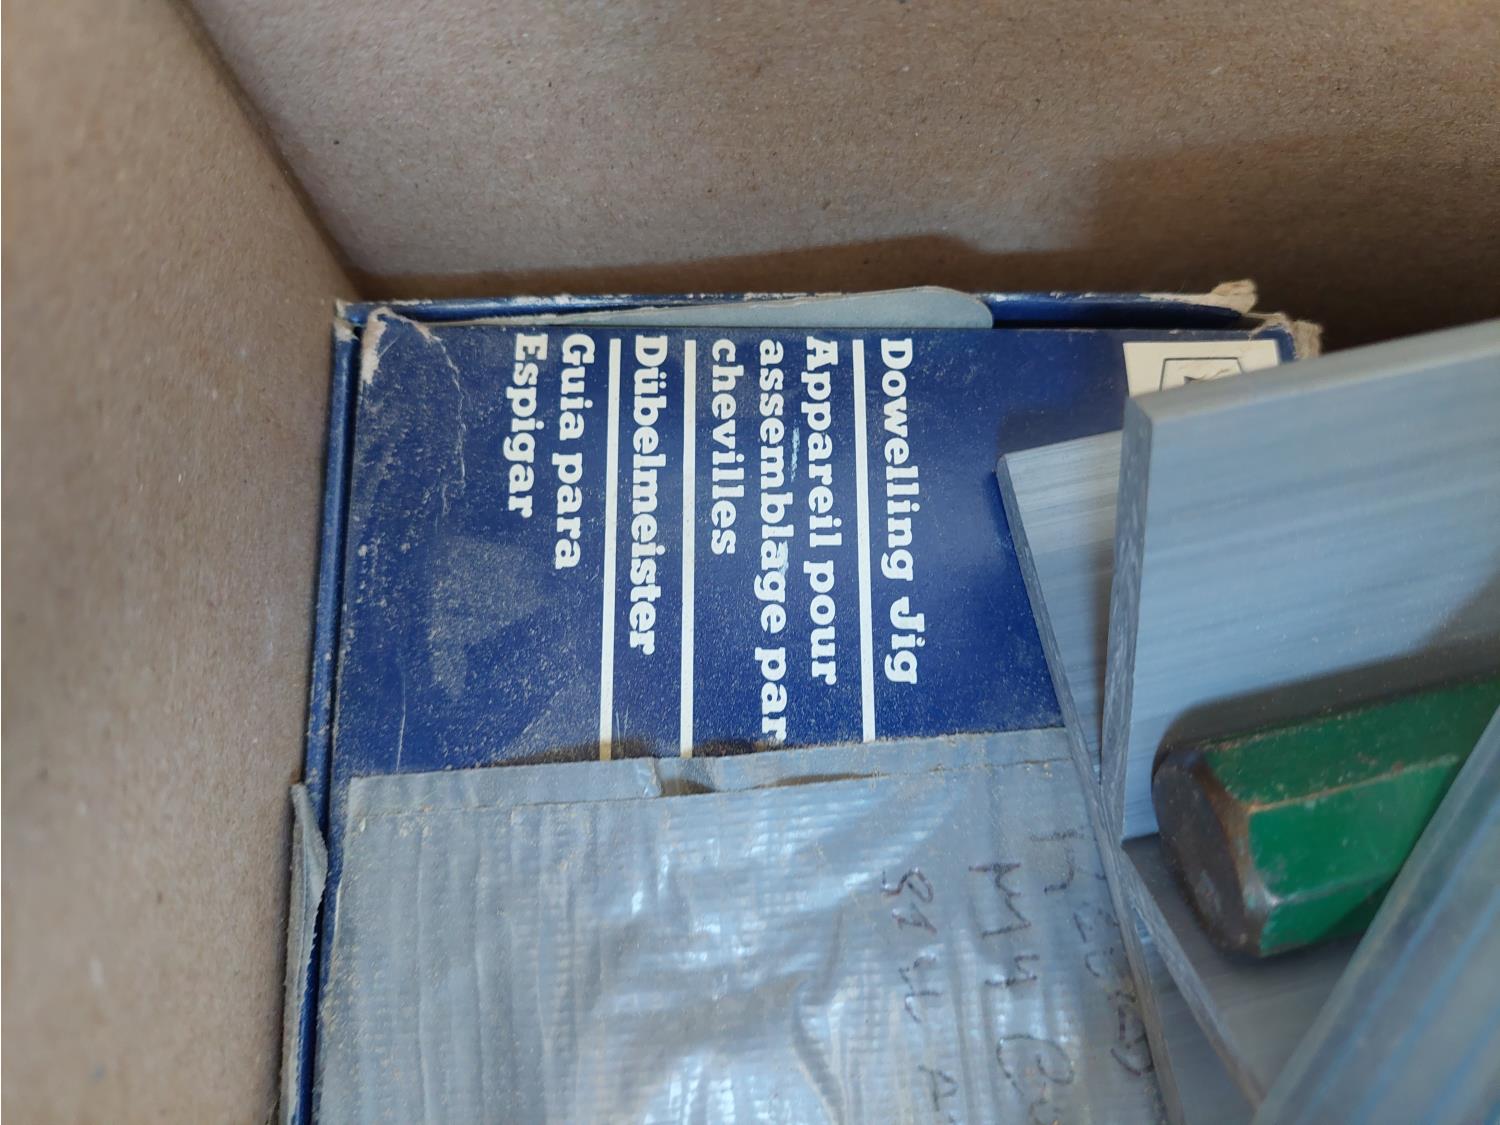 Dowelling Jig
Appareil pour
assemblage par
chevilles
Dübelmeister
Guia para
Espigar